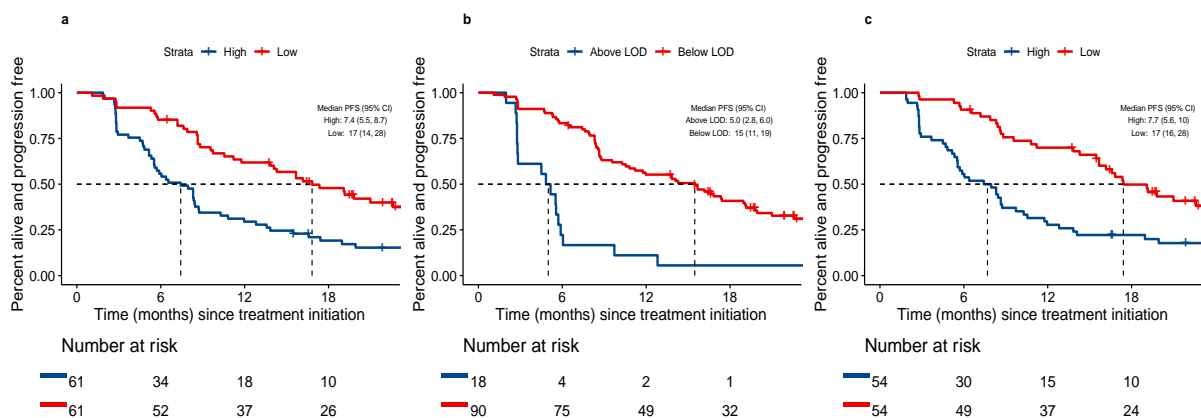 a
Strata High Low
Percent alive and progression free
1.00
0.75
0.50
0.25
0.00
Median PFS (95% CI)
High: 7.4 (5.5, 8.7)
Low: 17 (14, 28)
0 6 12 18
Time (months) since treatment initiation
Number at risk
61 34 18 10
61 52 37 26
b
Strata Above LOD Below LOD
Percent alive and progression free
1.00
0.75
0.50
0.25
0.00
Median PFS (95% CI)
Above LOD: 5.0 (2.8, 6.0)
Below LOD: 15 (11, 19)
0 6 12 18
Time (months) since treatment initiation
Number at risk
18 4 2 1
90 75 49 32
c
Strata High Low
Percent alive and progression free
1.00
0.75
0.50
0.25
0.00
Median PFS (95% CI)
High: 7.7 (5.6, 10)
Low: 17 (16, 28)
0 6 12 18
Time (months) since treatment initiation
Number at risk
54 30 15 10
54 49 37 24